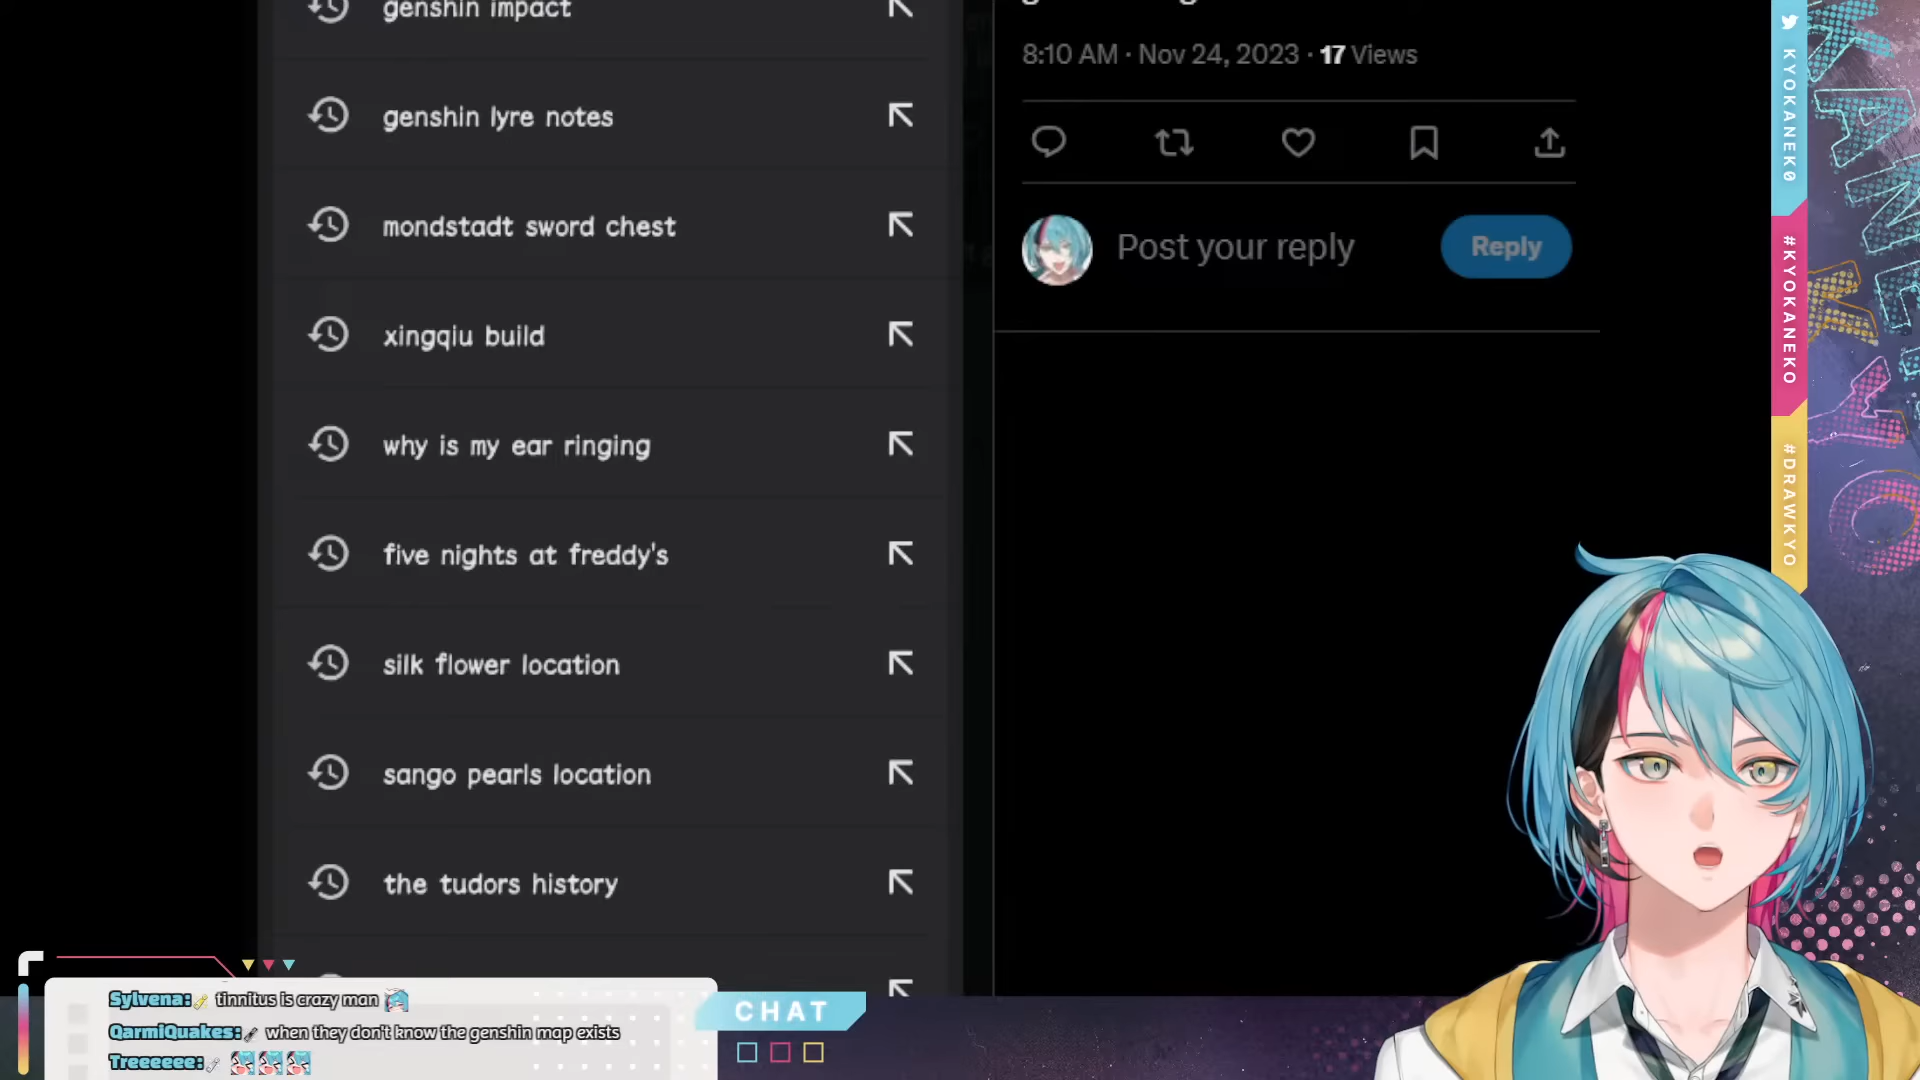 genshin impact
genshin lyre notes
mondstadt sword chest
xingqiu build
why is my ear ringing
five nights at freddy's
silk flower location
sango pearls location
the tudors history
8:10 AM · Nov 24, 2023 · 17 Views
Post your reply
Reply
KYOKANEK0
#KYOKANEKO
#DRAWKYO
Sylvena: tinnitus is crazy man
QarmiQuakes: when they don't know the genshin map exists
Treeeeee:
CHAT